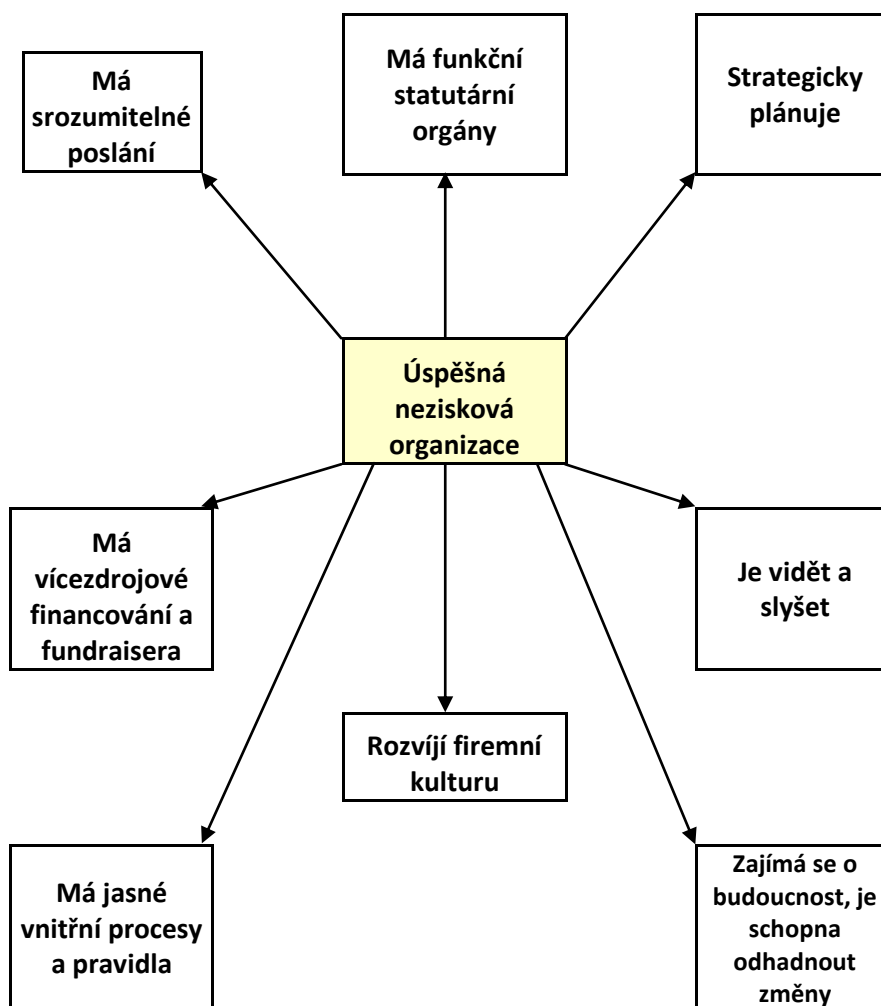 Má
srozumitelné
poslání
Má funkční
statutární
orgány
Strategicky
plánuje
Úspěšná
nezisková
organizace
Má
vícezdrojové
financování a
fundraisera
Je vidět a
slyšet
Rozvíjí firemní
kulturu
Má jasné
vnitřní procesy
a pravidla
Zajímá se o
budoucnost, je
schopna
odhadnout
změny